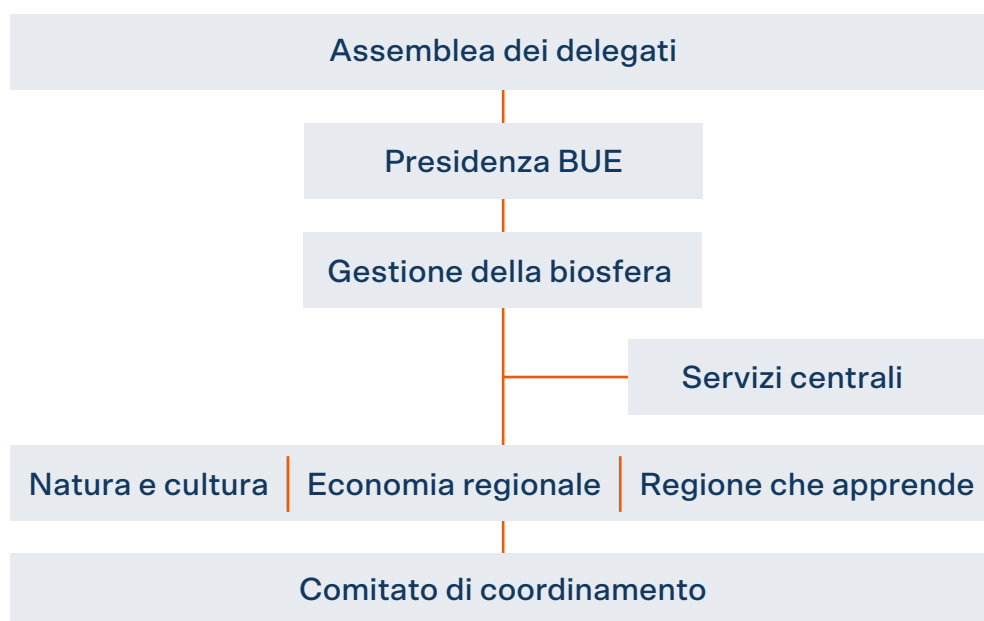 Assemblea dei delegati
Presidenza BUE
Gestione della biosfera
Servizi centrali
Natura e cultura
Economia regionale
Regione che apprende
Comitato di coordinamento